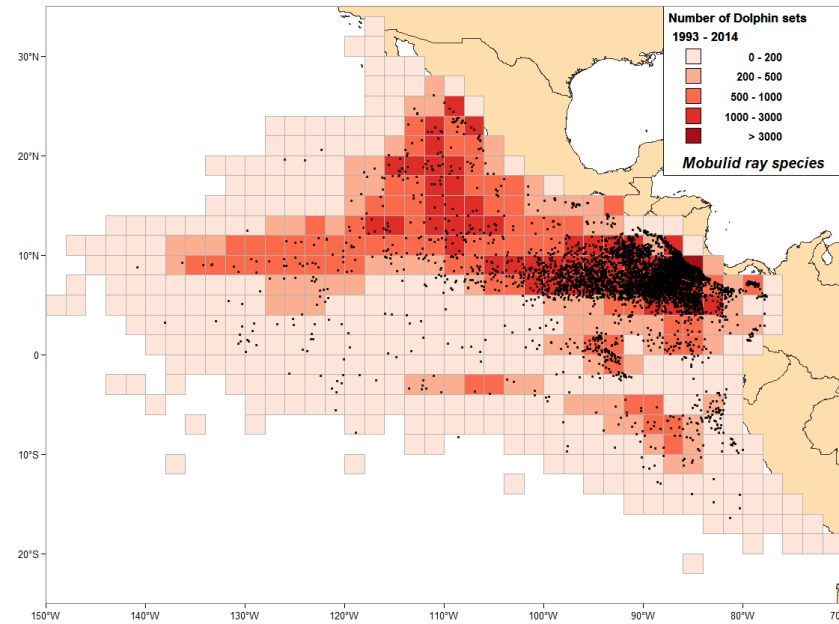 Number of Dolphin sets
1993 - 2014
0 - 200
200 - 500
500 - 1000
1000 - 3000
> 3000
Mobulid ray species
30°N
20°N
10°N
0
10°S
20°S
150°W 140°W 130°W 120°W 110°W 100°W 90°W 80°W 70